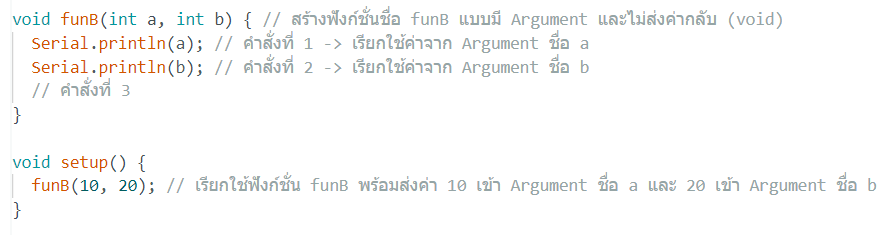 void funB(int a, int b) { // สร้างฟังก์ชั่นชื่อ funB แบบมี Argument และไม่ส่งค่ากลับ (void)
  Serial.println(a); // คำสั่งที่ 1 -> เรียกใช้ค่าจาก Argument ชื่อ a
  Serial.println(b); // คำสั่งที่ 2 -> เรียกใช้ค่าจาก Argument ชื่อ b
  // คำสั่งที่ 3
}
void setup() {
  funB(10, 20); // เรียกใช้ฟังก์ชั่น funB พร้อมส่งค่า 10 เข้า Argument ชื่อ a และ 20 เข้า Argument ชื่อ b
}